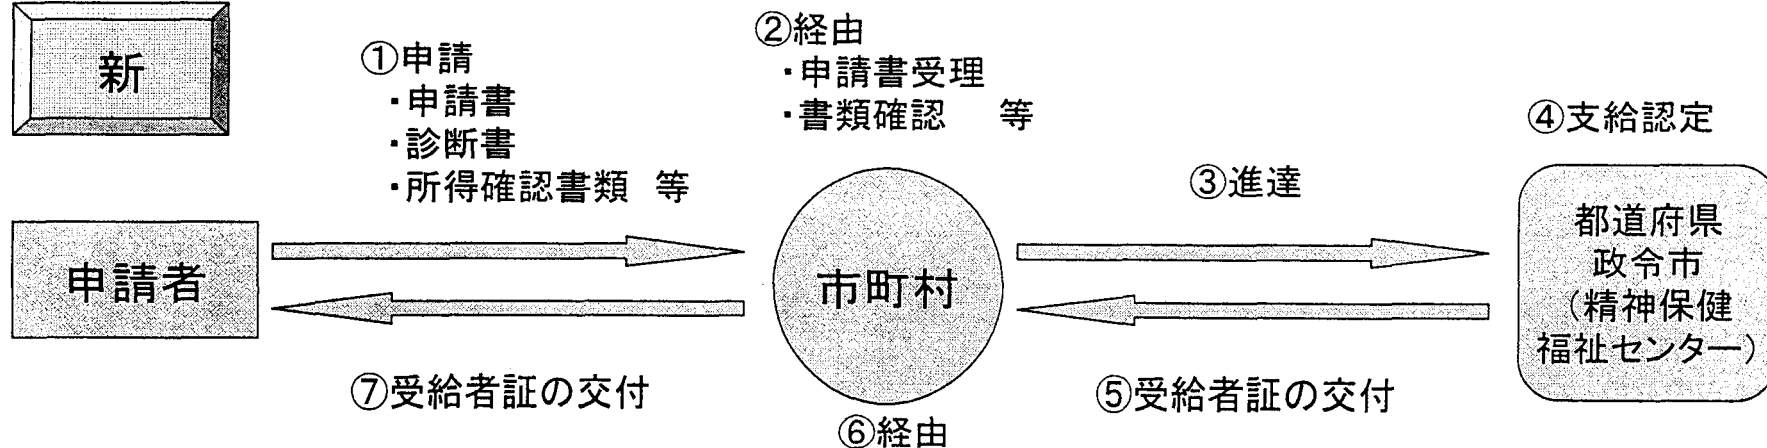 新
①申請
・申請書
・診断書
・所得確認書類　等
②経由
・申請書受理
・書類確認　等
③進達
④支給認定
申請者
市町村
都道府県
政令市
（精神保健
福祉センター）
⑤受給者証の交付
⑥経由
⑦受給者証の交付